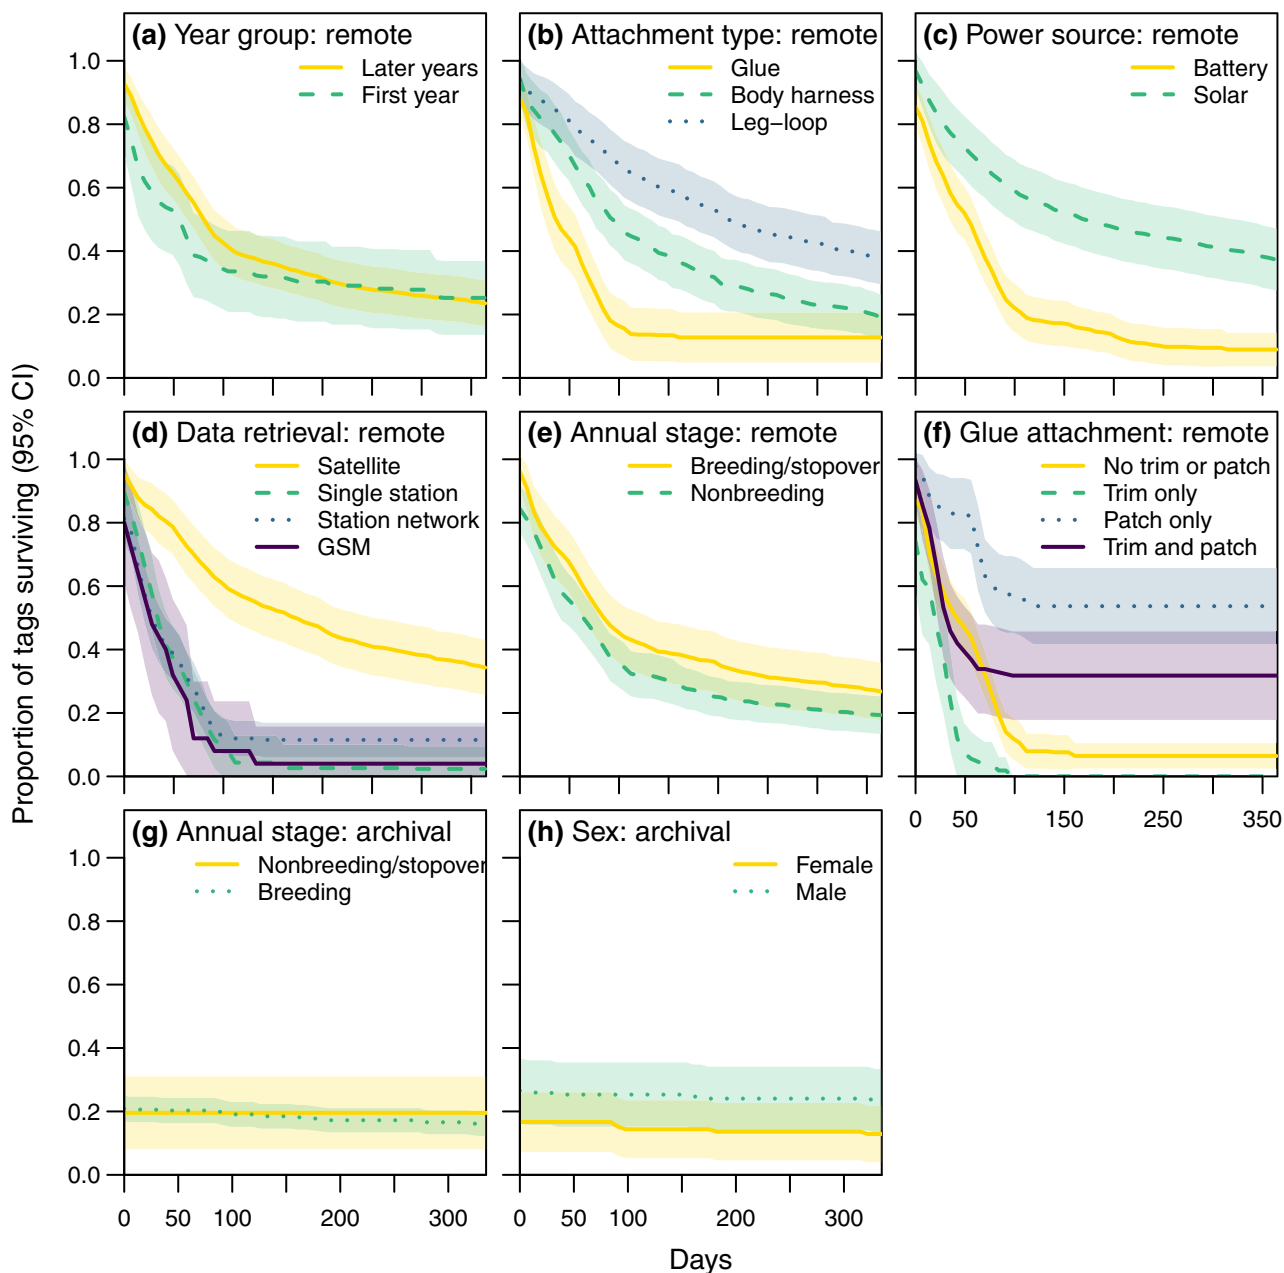 (a) Year group: remote
Later years
First year
1.0
0.8
0.6
0.4
0.2
0.0
(b) Attachment type: remote
Glue
Body harness
Leg−loop
(c) Power source: remote
Battery
Solar
(d) Data retrieval: remote
Satellite
Single station
Station network
GSM
1.0
0.8
0.6
0.4
0.2
0.0
(e) Annual stage: remote
Breeding/stopover
Nonbreeding
(f) Glue attachment: remote
No trim or patch
Trim only
Patch only
Trim and patch
0 50 150 250 350
(g) Annual stage: archival
Nonbreeding/stopover
Breeding
1.0
0.8
0.6
0.4
0.2
0.0
0 50 100 200 300
(h) Sex: archival
Female
Male
0 50 100 200 300
Proportion of tags surviving (95% CI)
Days